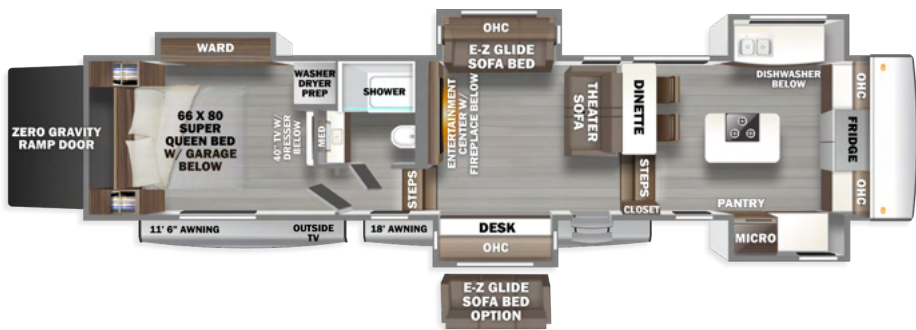 OHC
E-Z GLIDE
SOFA BED
WARD
WASHER
DRYER
PREP
SHOWER
ENTERTAINMENT
CENTER W/
FIREPLACE BELOW
THEATER
SOFA
DINETTE
DISHWASHER
BELOW
OHC
FRIDGE
OHC
ZERO GRAVITY
RAMP DOOR
66 X 80
SUPER
QUEEN BED
W/ GARAGE
BELOW
40" TV W/
DRESSER
BELOW
MED
STEPS
STEPS
CLOSET
PANTRY
MICRO
11' 6" AWNING
OUTSIDE
TV
18' AWNING
DESK
OHC
E-Z GLIDE
SOFA BED
OPTION